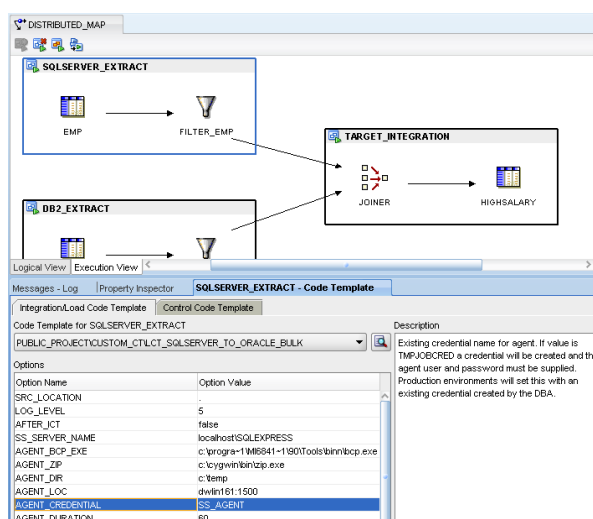 DISTRIBUTED_MAP
SQLSERVER_EXTRACT
EMP
FILTER_EMP
TARGET_INTEGRATION
JOINER
HIGHSALARY
DB2_EXTRACT
Logical View Execution View
Messages - Log Property Inspector SQLSERVER_EXTRACT - Code Template
Integration/Load Code Template Control Code Template
Code Template for SQLSERVER_EXTRACT
PUBLIC_PROJECT\CUSTOM_CT\LCT_SQLSERVER_TO_ORACLE_BULK
Options
Option Name Option Value
SRC_LOCATION .
LOG_LEVEL 5
AFTER_ICT false
SS_SERVER_NAME localhost\SQLEXPRESS
AGENT_BCP_EXE c:\progra~1\MI6841~1\90\Tools\binn\bcp.exe
AGENT_ZIP c:\cygwin\bin\zip.exe
AGENT_DIR c:\temp
AGENT_LOC dwlin161:1500
AGENT_CREDENTIAL SS_AGENT
AGENT_DURATION 60
Description
Existing credential name for agent. If value is
TMPJOBCRED a credential will be created and th
agent user and password must be supplied.
Production environments will set this with an
existing credential created by the DBA.